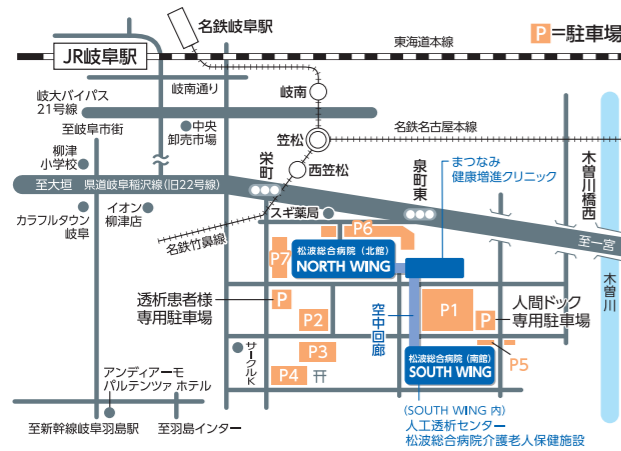 名鉄岐阜駅
P=駐車場
JR岐阜駅
東海道本線
岐南通り
岐南
岐大バイパス
21号線
至岐阜市街
中央
卸売市場
笠松
名鉄名古屋本線
柳津
小学校
栄町
西笠松
泉町東
まつなみ
健康増進クリニック
木曽川橋西
至大垣
県道岐阜稲沢線(旧22号線)
スギ薬局
カラフルタウン
岐阜
イオン
柳津店
名鉄竹鼻線
P6
至一宮
松波総合病院(北館)
NORTH WING
P7
木曽川
透析患者様
専用駐車場
P
P2
空中回廊
P1
P
人間ドック
専用駐車場
サークルK
P3
P4
松波総合病院(南館)
SOUTH WING
P5
アンディアーモ
パルテンツァ ホテル
(SOUTH WING 内)
人工透析センター
松波総合病院介護老人保健施設
至新幹線岐阜羽島駅
至羽島インター